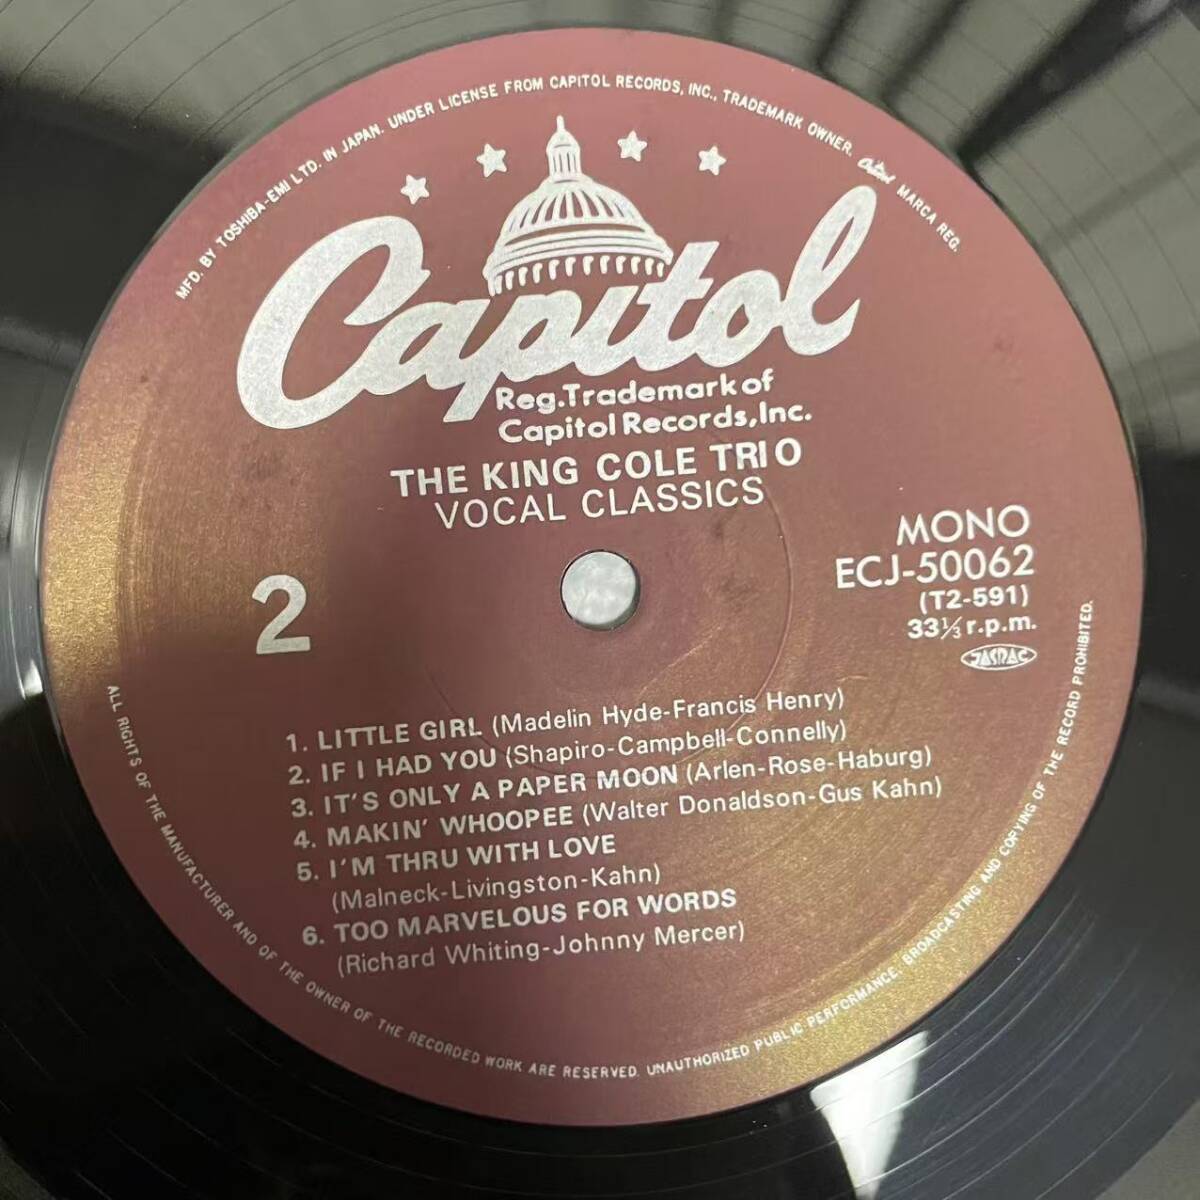 MFD. BY TOSHIBA-EMI LTD. IN JAPAN. UNDER LICENSE FROM CAPITOL RECORDS, INC., TRADEMARK OWNER. Capitol MARCA REG.
Capitol
Reg.Trademark of
Capitol Records,Inc.
THE KING COLE TRIO
VOCAL CLASSICS
MONO
ECJ-50062
(T2-591)
33⅓ r.p.m.
JASRAC
2
1. LITTLE GIRL (Madelin Hyde-Francis Henry)
2. IF I HAD YOU (Shapiro-Campbell-Connelly)
3. IT'S ONLY A PAPER MOON (Arlen-Rose-Haburg)
4. MAKIN' WHOOPEE (Walter Donaldson-Gus Kahn)
5. I'M THRU WITH LOVE
(Malneck-Livingston-Kahn)
6. TOO MARVELOUS FOR WORDS
(Richard Whiting-Johnny Mercer)
ALL RIGHTS OF THE MANUFACTURER AND OF THE OWNER OF THE RECORDED WORK ARE RESERVED. UNAUTHORIZED PUBLIC PERFORMANCE. BROADCASTING AND COPYING OF THE RECORD PROHIBITED.